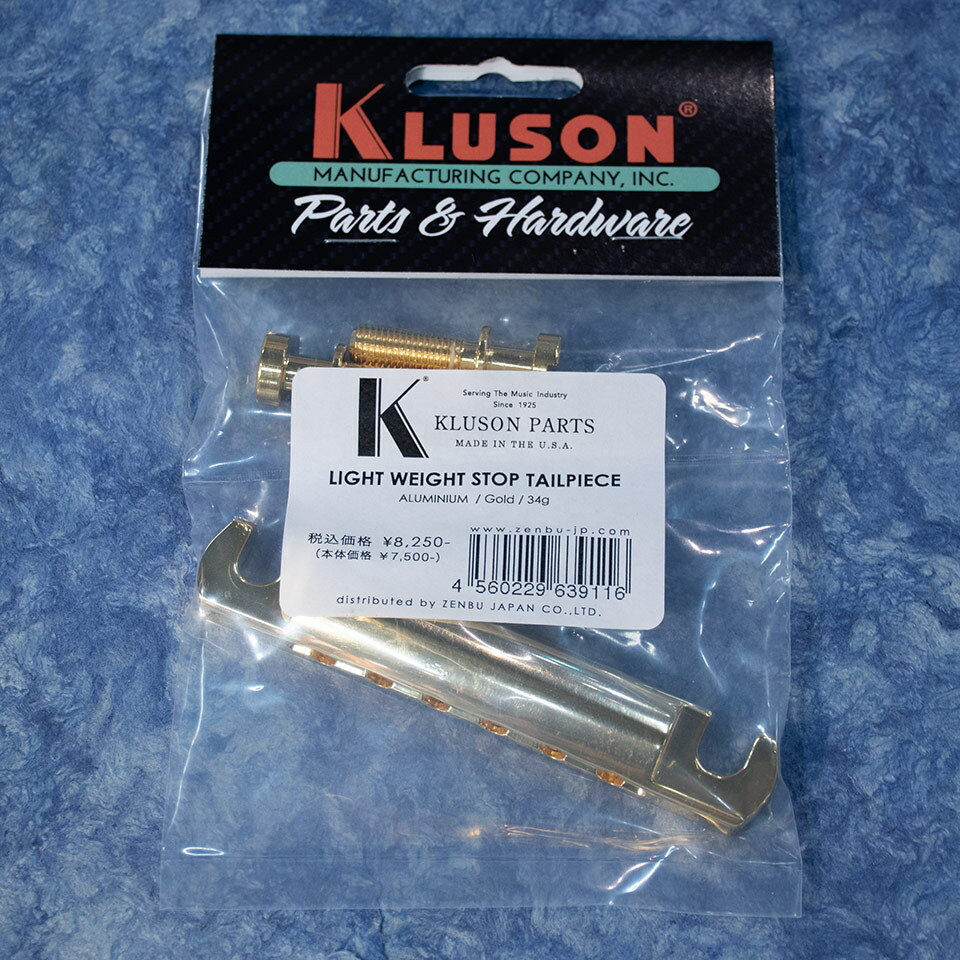 KLUSON®
MANUFACTURING COMPANY, INC.
Parts & Hardware
K®
Serving The Music Industry
Since 1925
KLUSON PARTS
MADE IN THE U.S.A.
LIGHT WEIGHT STOP TAILPIECE
ALUMINIUM / Gold / 34g
www.zenbu-jp.com
税込価格 ¥8,250-
(本体価格 ¥7,500-)
4 560229 639116
distributed by ZENBU JAPAN CO.,LTD.